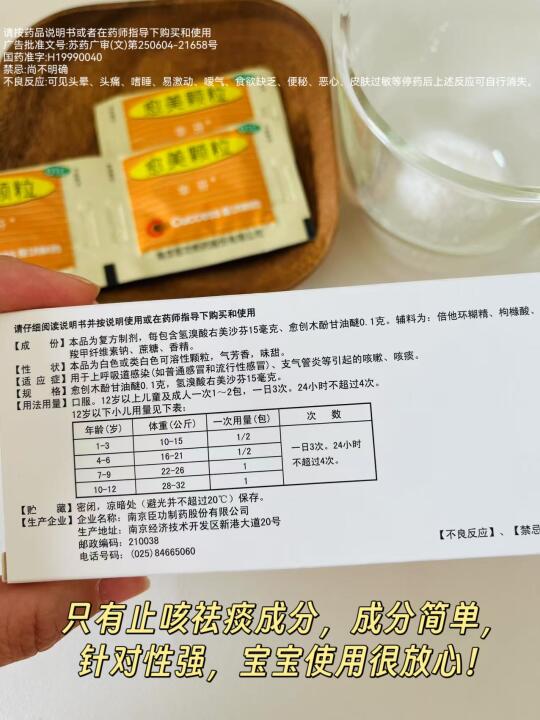 请按药品说明书或者在药师指导下购买和使用
广告批准文号:苏药广审(文)第250604-21658号
国药准字:H19990040
禁忌:尚不明确
不良反应:可见头晕、头痛、嗜睡、易激动、嗳气、食欲缺乏、便秘、恶心、皮肤过敏等停药后上述反应可自行消失。
愈美颗粒
愈美颗粒
颗粒
OTC
请仔细阅读说明书并按说明使用或在药师指导下购买和使用
【成 份】本品为复方制剂，每包含氢溴酸右美沙芬15毫克、愈创木酚甘油醚0.1克。辅料为：倍他环糊精、枸橼酸、
羧甲纤维素钠、蔗糖、香精。
【性 状】本品为白色或类白色可溶性颗粒，气芳香，味甜。
【适 应 症】用于上呼吸道感染(如普通感冒和流行性感冒)、支气管炎等引起的咳嗽、咳痰。
【规 格】愈创木酚甘油醚0.1克，氢溴酸右美沙芬15毫克。
【用法用量】口服。12岁以上儿童及成人一次1～2包，一日3次。24小时不超过4次。
12岁以下小儿用量见下表：
年龄(岁) 体重(公斤) 一次用量(包) 次 数
1-3 10-15 1/2 一日3次。24小时
4-6 16-21 1/2 不超过4次。
7-9 22-26 1
10-12 28-32 1
【贮 藏】密闭，凉暗处（避光并不超过20℃）保存。
【生产企业】企业名称：南京臣功制药股份有限公司
生产地址：南京经济技术开发区新港大道20号
邮政编码：210038
电话号码：(025)84665060
【不良反应】、【禁忌
只有止咳祛痰成分，成分简单，
针对性强，宝宝使用很放心！